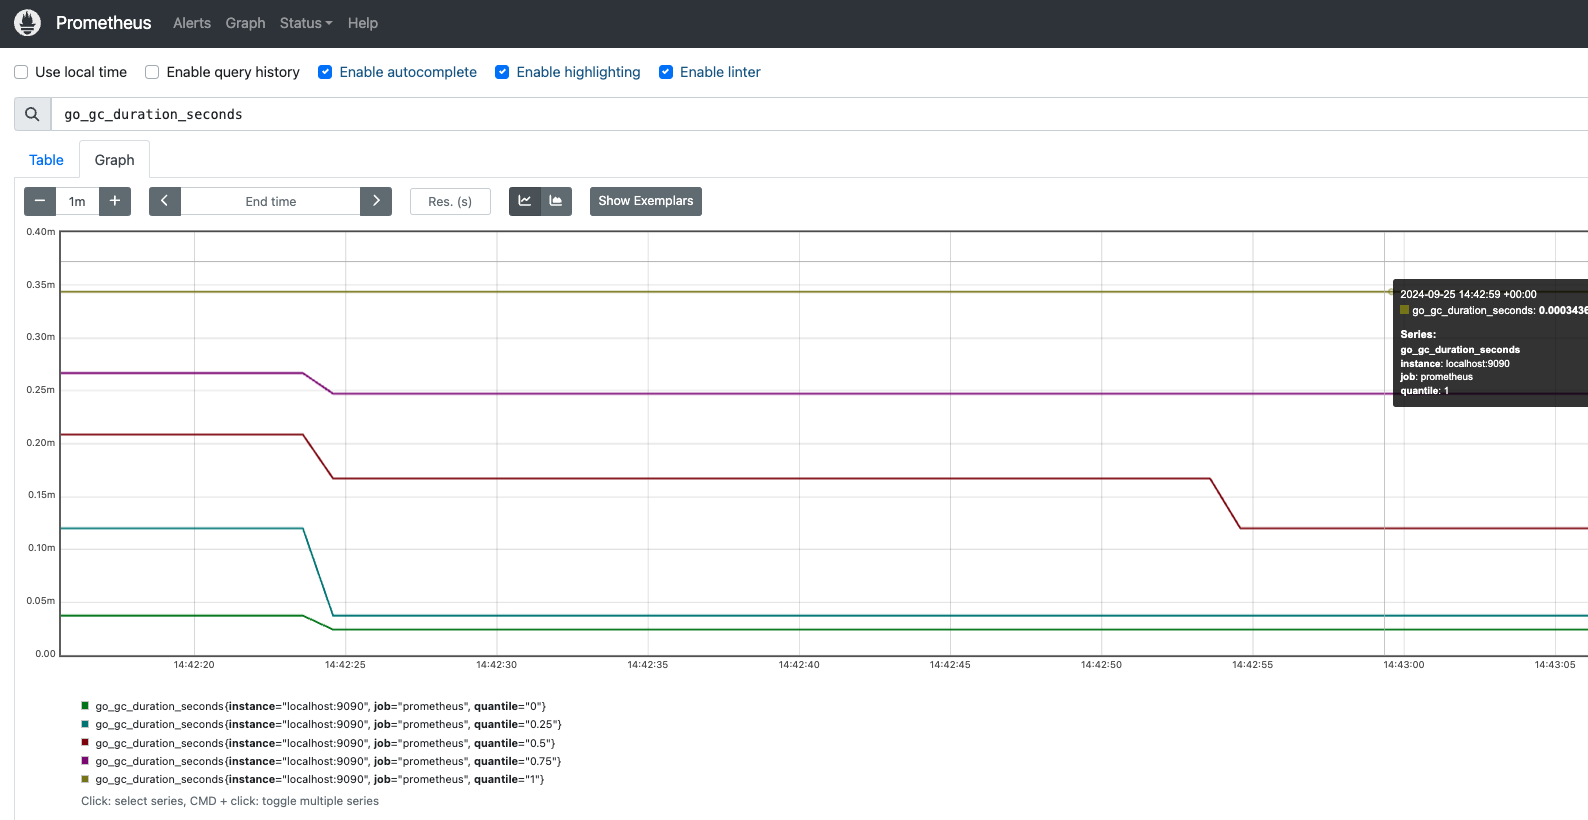 Prometheus Alerts Graph Status Help
Use local time Enable query history Enable autocomplete Enable highlighting Enable linter
go_gc_duration_seconds
Table Graph
− 1m + End time Res. (s) Show Exemplars
0.40m
0.35m
0.30m
0.25m
0.20m
0.15m
0.10m
0.05m
0.00
2024-09-25 14:42:59 +00:00
go_gc_duration_seconds: 0.0003436
Series:
go_gc_duration_seconds
instance: localhost:9090
job: prometheus
quantile: 1
14:42:20 14:42:25 14:42:30 14:42:35 14:42:40 14:42:45 14:42:50 14:42:55 14:43:00 14:43:05
go_gc_duration_seconds{instance="localhost:9090", job="prometheus", quantile="0"}
go_gc_duration_seconds{instance="localhost:9090", job="prometheus", quantile="0.25"}
go_gc_duration_seconds{instance="localhost:9090", job="prometheus", quantile="0.5"}
go_gc_duration_seconds{instance="localhost:9090", job="prometheus", quantile="0.75"}
go_gc_duration_seconds{instance="localhost:9090", job="prometheus", quantile="1"}
Click: select series, CMD + click: toggle multiple series